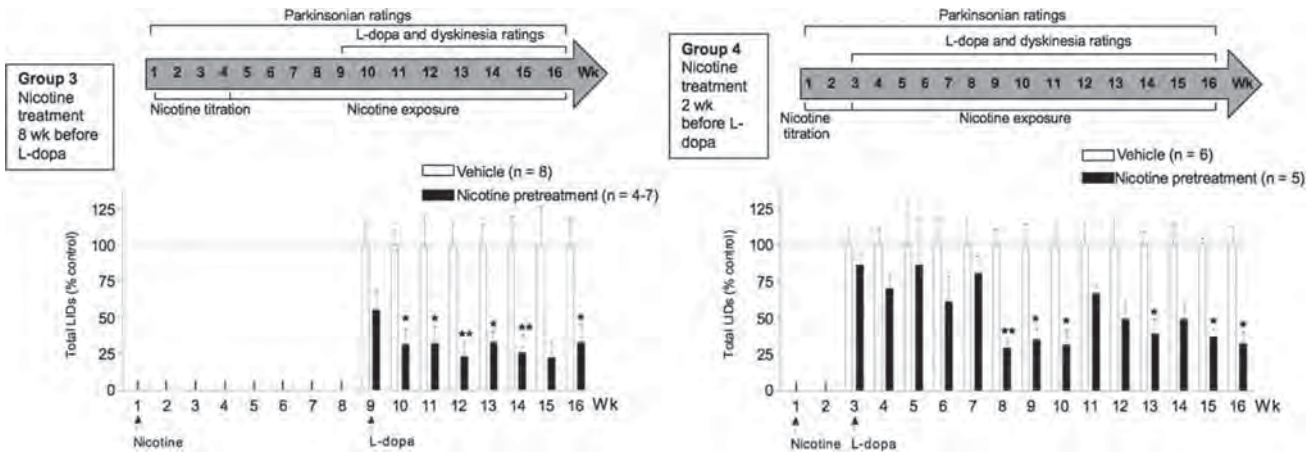 Parkinsonian ratings
L-dopa and dyskinesia ratings
Group 3
Nicotine
treatment
8 wk before
L-dopa
1 2 3 4 5 6 7 8 9 10 11 12 13 14 15 16 Wk
Nicotine titration
Nicotine exposure
Vehicle (n = 8)
Nicotine pretreatment (n = 4-7)
Total LIDs (% control)
125
100
75
50
25
0
* * ** * ** *
1 2 3 4 5 6 7 8 9 10 11 12 13 14 15 16 Wk
Nicotine
L-dopa
Parkinsonian ratings
L-dopa and dyskinesia ratings
Group 4
Nicotine
treatment
2 wk
before L-
dopa
1 2 3 4 5 6 7 8 9 10 11 12 13 14 15 16 Wk
Nicotine
titration
Nicotine exposure
Vehicle (n = 6)
Nicotine pretreatment (n = 5)
Total LIDs (% control)
125
100
75
50
25
0
** * * * * *
1 2 3 4 5 6 7 8 9 10 11 12 13 14 15 16 Wk
Nicotine
L-dopa